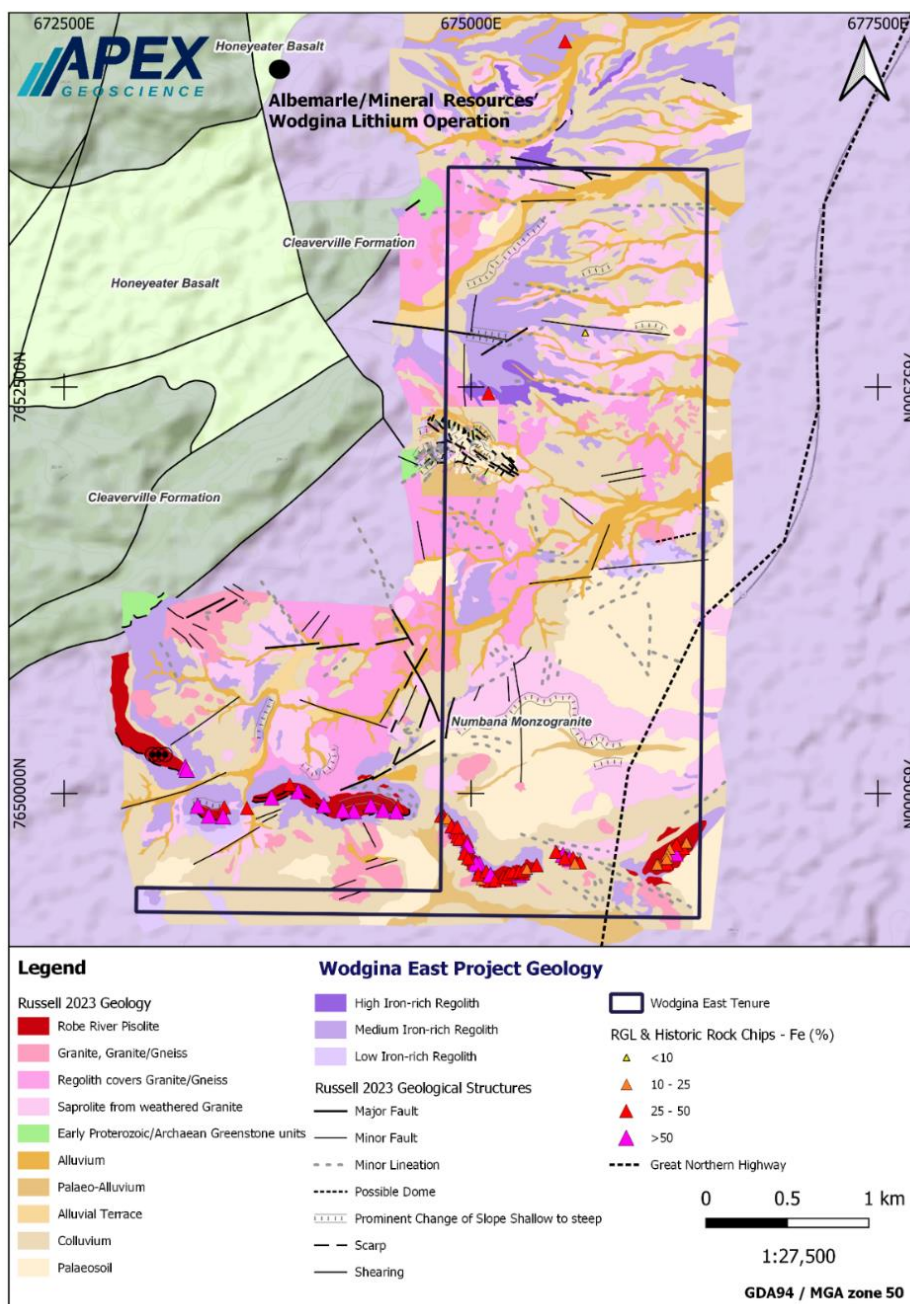 672500E
675000E
677500E
APEX
GEOSCIENCE
Honeyeater Basalt
Albemarle/Mineral Resources'
Wodgina Lithium Operation
Cleaverville Formation
Honeyeater Basalt
7652500N
7652500N
Cleaverville Formation
Numbana Monzogranite
7650000N
7650000N
Legend
Russell 2023 Geology
Robe River Pisolite
Granite, Granite/Gneiss
Regolith covers Granite/Gneiss
Saprolite from weathered Granite
Early Proterozoic/Archaean Greenstone units
Alluvium
Palaeo-Alluvium
Alluvial Terrace
Colluvium
Palaeosoil
Wodgina East Project Geology
High Iron-rich Regolith
Medium Iron-rich Regolith
Low Iron-rich Regolith
Russell 2023 Geological Structures
Major Fault
Minor Fault
Minor Lineation
Possible Dome
Prominent Change of Slope Shallow to steep
Scarp
Shearing
Wodgina East Tenure
RGL & Historic Rock Chips - Fe (%)
<10
10 - 25
25 - 50
>50
Great Northern Highway
0 0.5 1 km
1:27,500
GDA94 / MGA zone 50